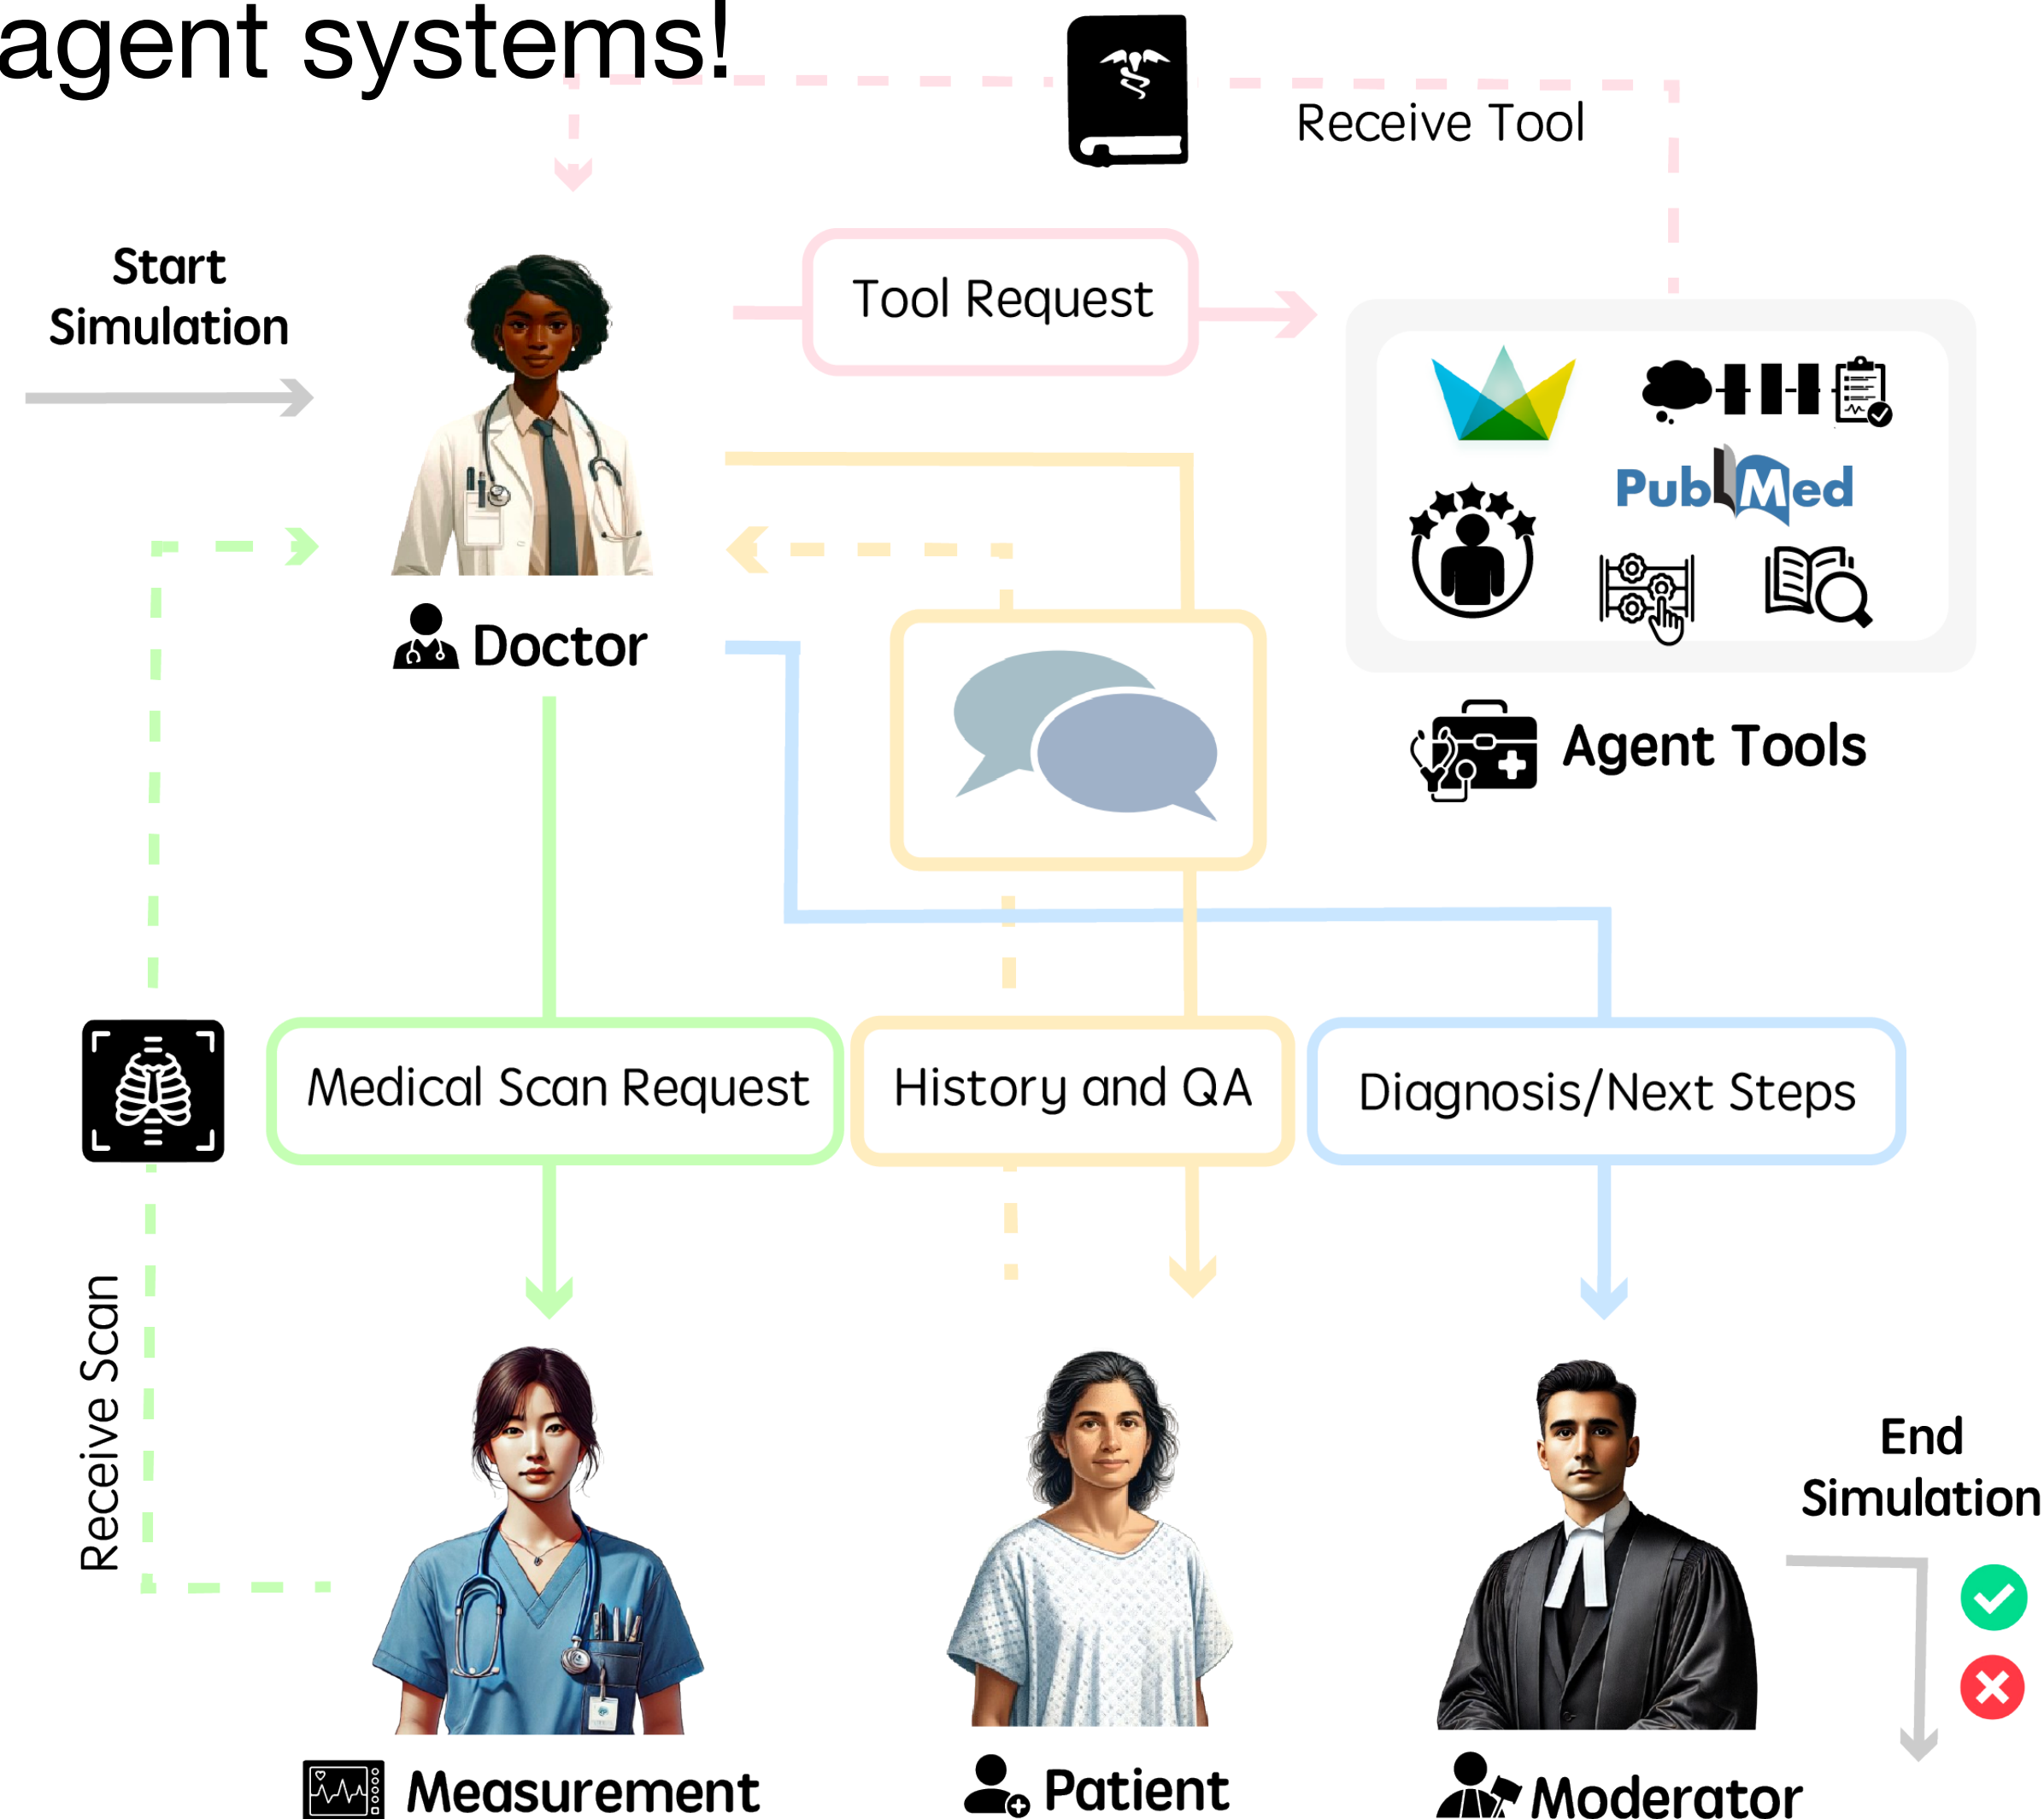 agent systems!
Receive Tool
Start
Simulation
Tool Request
PubMed
Doctor
Agent Tools
Medical Scan Request
History and QA
Diagnosis/Next Steps
Receive Scan
End
Simulation
Measurement
Patient
Moderator